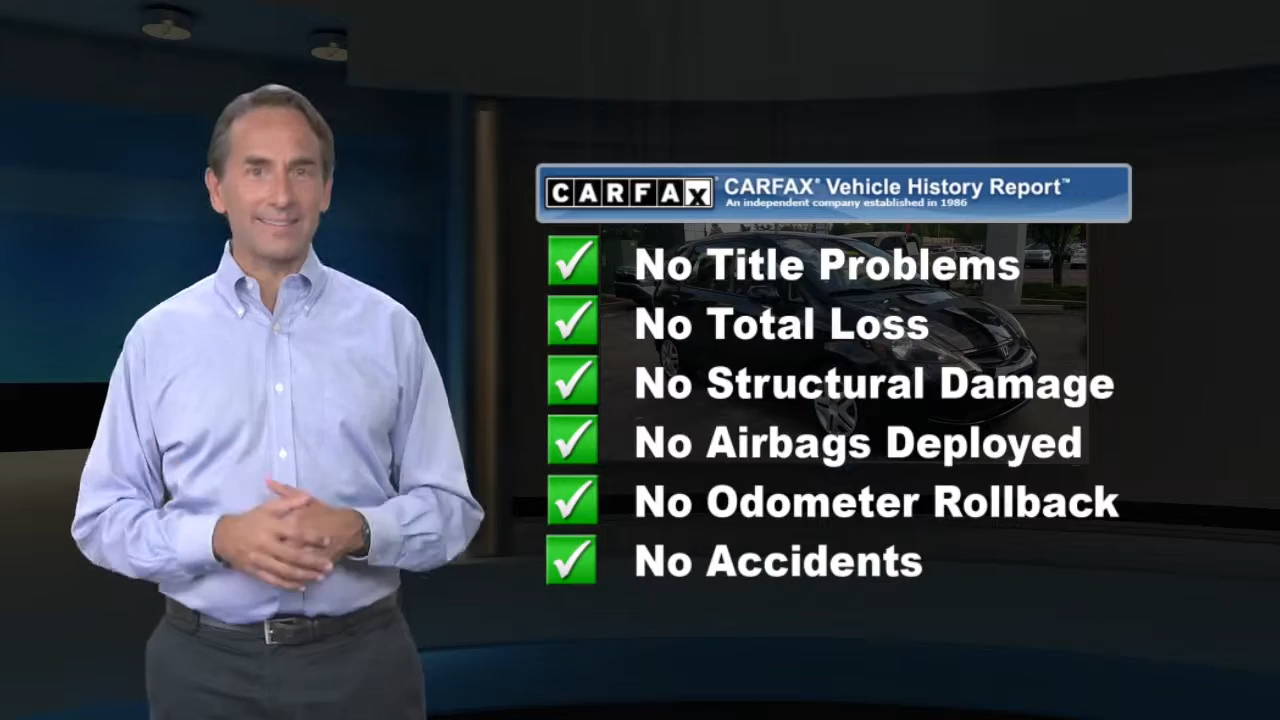 CARFAX® CARFAX® Vehicle History Report™
An independent company established in 1986
No Title Problems
No Total Loss
No Structural Damage
No Airbags Deployed
No Odometer Rollback
No Accidents